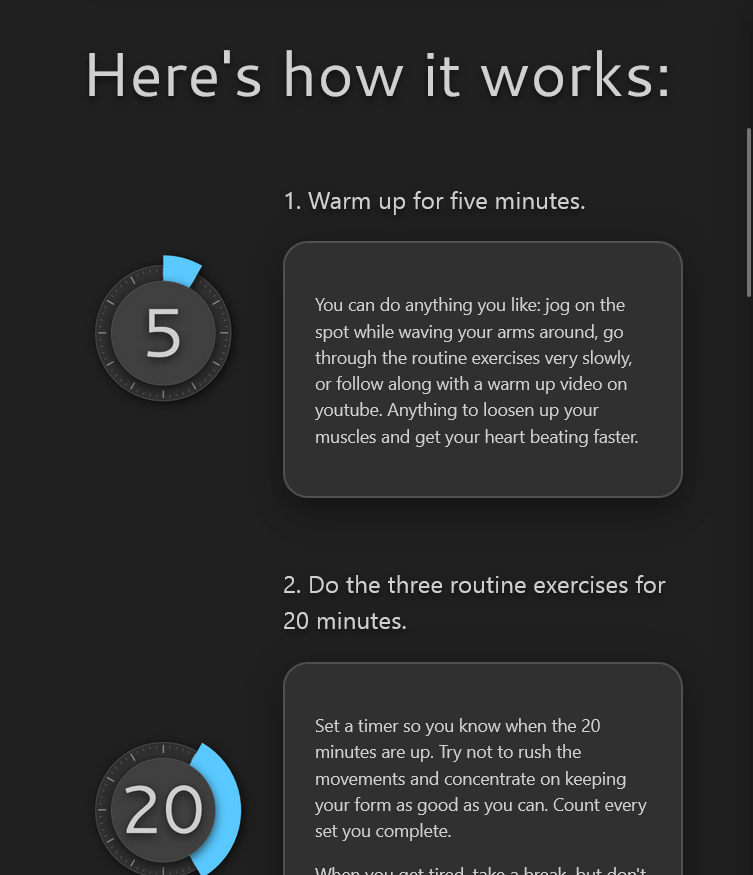 Here's how it works:
1. Warm up for five minutes.
5
You can do anything you like: jog on the
spot while waving your arms around, go
through the routine exercises very slowly,
or follow along with a warm up video on
youtube. Anything to loosen up your
muscles and get your heart beating faster.
2. Do the three routine exercises for
20 minutes.
20
Set a timer so you know when the 20
minutes are up. Try not to rush the
movements and concentrate on keeping
your form as good as you can. Count every
set you complete.
When you get tired, take a break, but don't